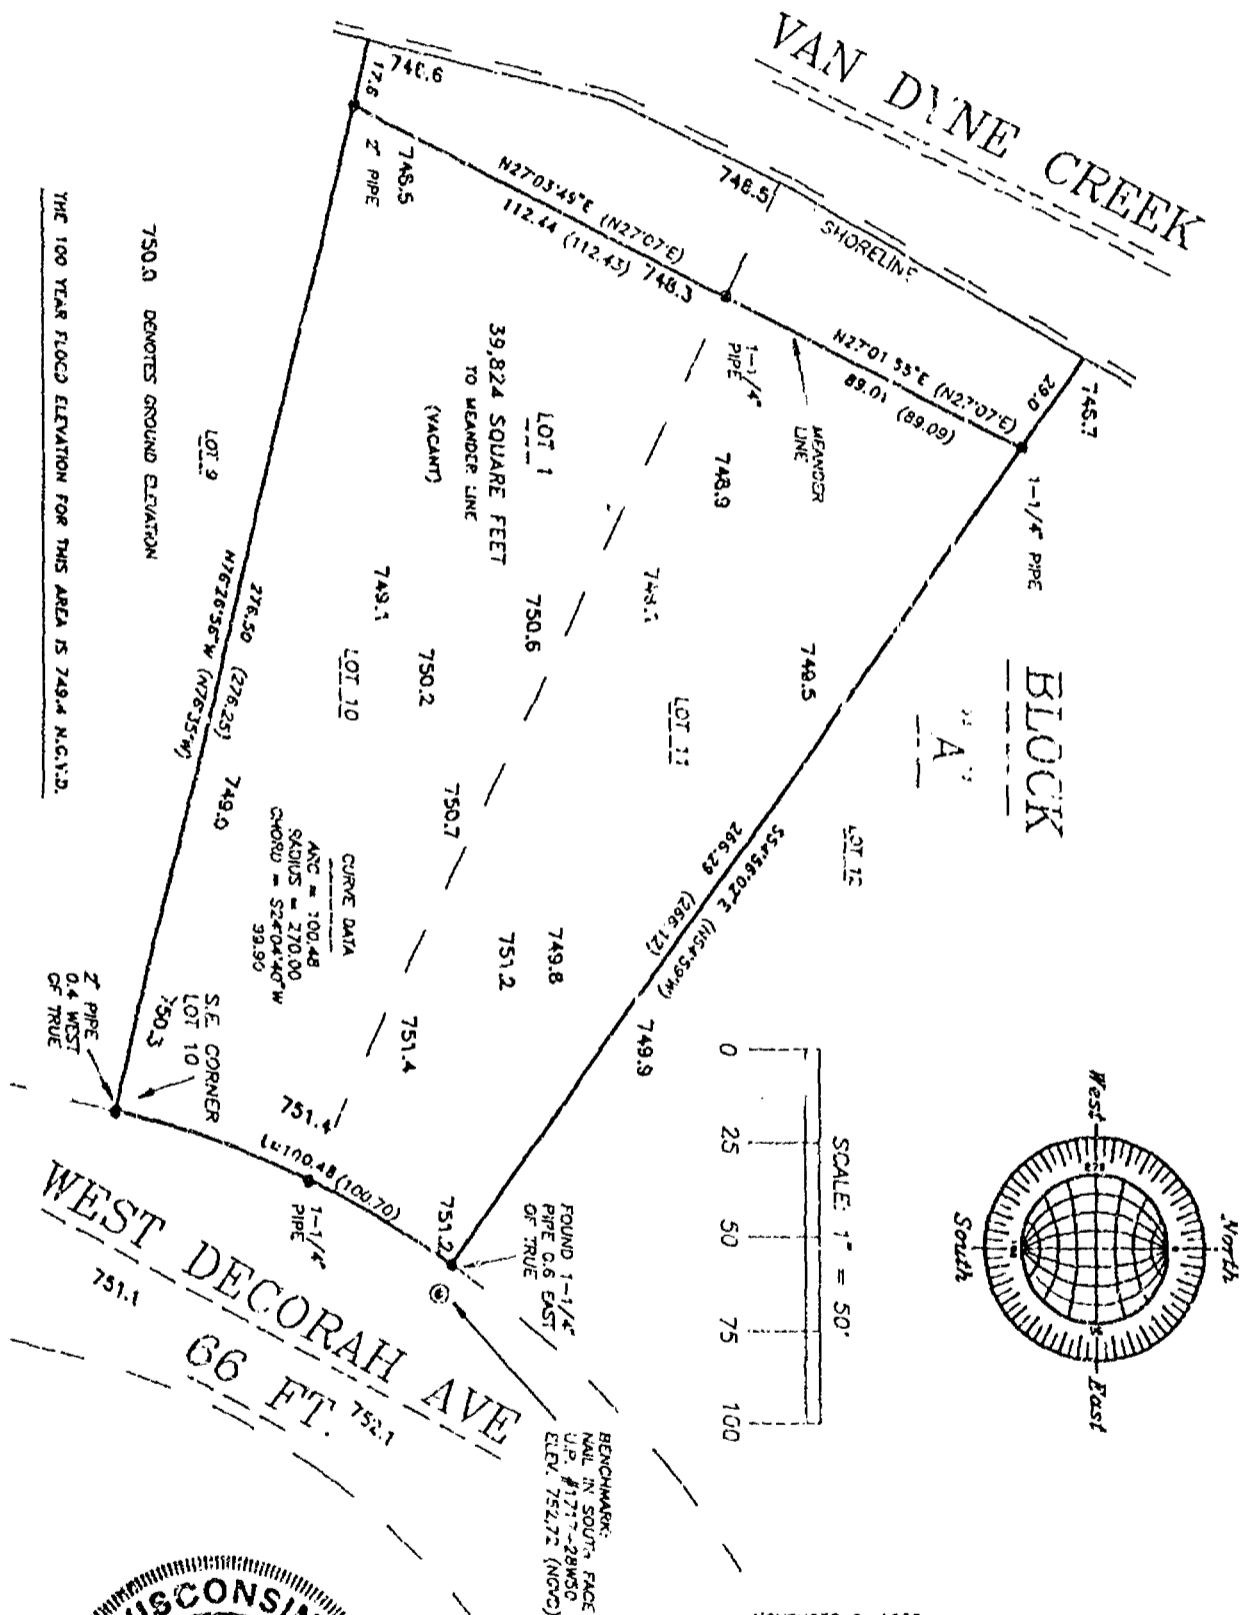 VAN DYNE CREEK
SHORELINE
746.6
17.6
746.5
2" PIPE
N27°03'49"E (N27°07'E)
112.44 (112.43)
748.3
748.5
1-1/4"
PIPE
N27°01'55"E (N27°07'E)
89.01 (89.09)
MEANDER
LINE
29.0
746.7
1-1/4" PIPE
BLOCK
"A"
LOT 1
39,824 SQUARE FEET
TO MEANDER LINE
(VACANT)
748.9
748.5
749.1
750.6
750.2
LOT 10
LOT 11
LOT 12
LOT 9
750.0 DENOTES GROUND ELEVATION
THE 100 YEAR FLOOD ELEVATION FOR THIS AREA IS 749.4 N.G.V.D.
276.50 (276.25)
N76°26'56"W (N76°35'W)
749.0
750.7
S54°56'02"E (N54°59'W)
266.29
(266.12)
CURVE DATA
ARC = 100.48
RADIUS = 270.00
CHORD = S24°04'40"W
99.90
749.8
751.2
751.4
749.9
S.E. CORNER
LOT 10
750.3
2" PIPE
0.4 WEST
OF TRUE
751.4
L=100.48 (100.70)
1-1/4"
PIPE
751.2
FOUND 1-1/4"
PIPE 0.6 EAST
OF TRUE
WEST DECORAH AVE
66 FT.
751.1
752.1
BENCHMARK:
NAIL IN SOUTH FACE
U.P. #1717-28W50
ELEV. 752.72 (NGVD)
SCALE: 1" = 50'
0 25 50 75 100
North
West
East
South
WISCONSIN